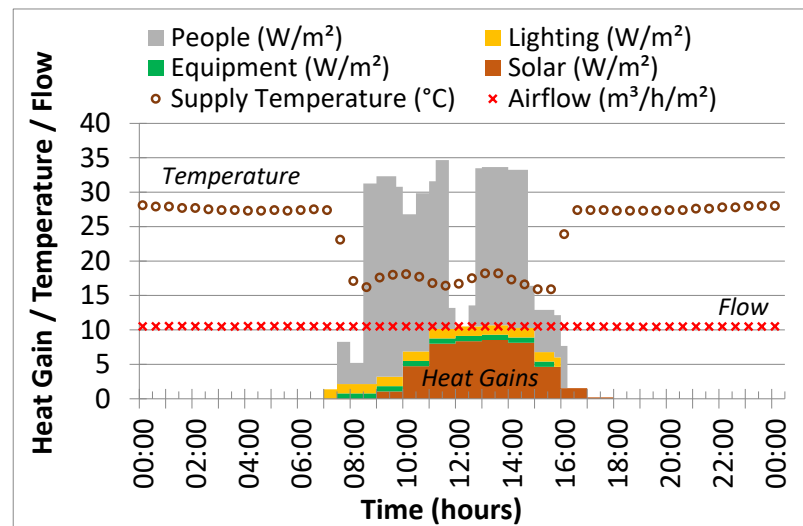 People (W/m²) Lighting (W/m²)
Equipment (W/m²) Solar (W/m²)
Supply Temperature (°C) Airflow (m³/h/m²)
Heat Gain / Temperature / Flow
40
35
30
25
20
15
10
5
0
Temperature
Flow
Heat Gains
00:00 02:00 04:00 06:00 08:00 10:00 12:00 14:00 16:00 18:00 20:00 22:00 00:00
Time (hours)